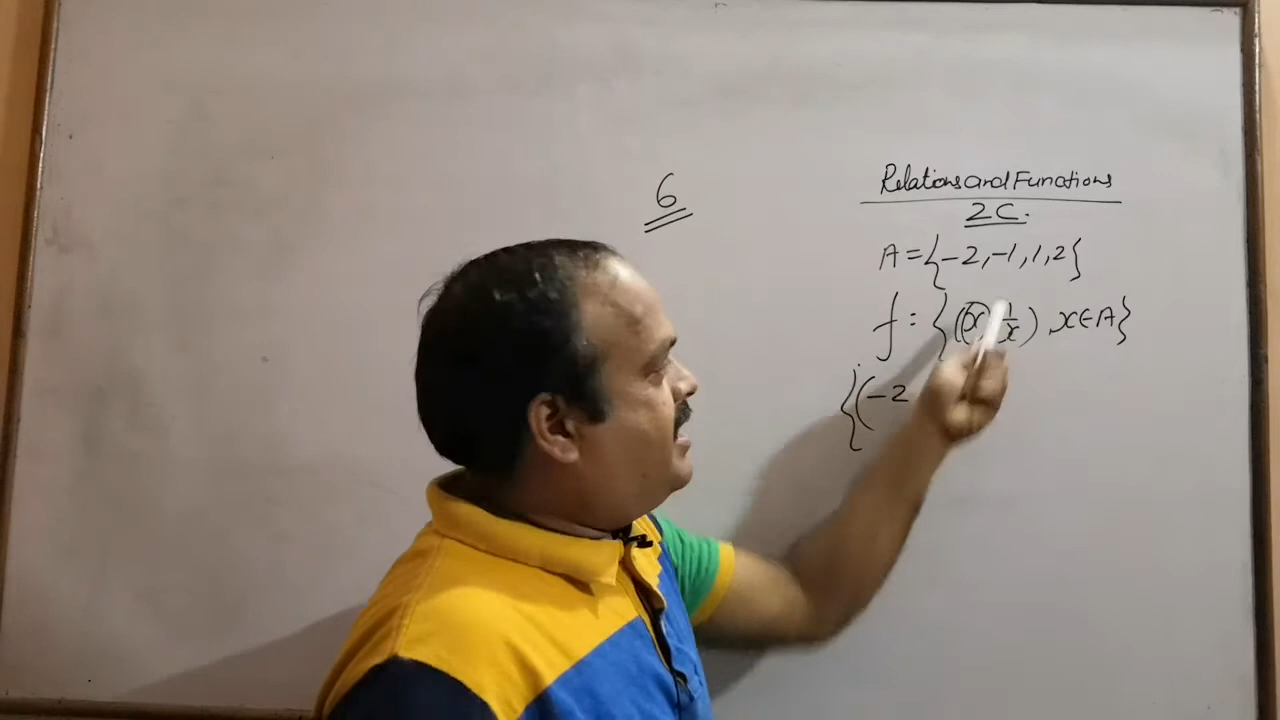 6
Relations and Functions
2C.
A = {-2, -1, 1, 2}
f = {(x, 1/x), x ∈ A}
{(-2